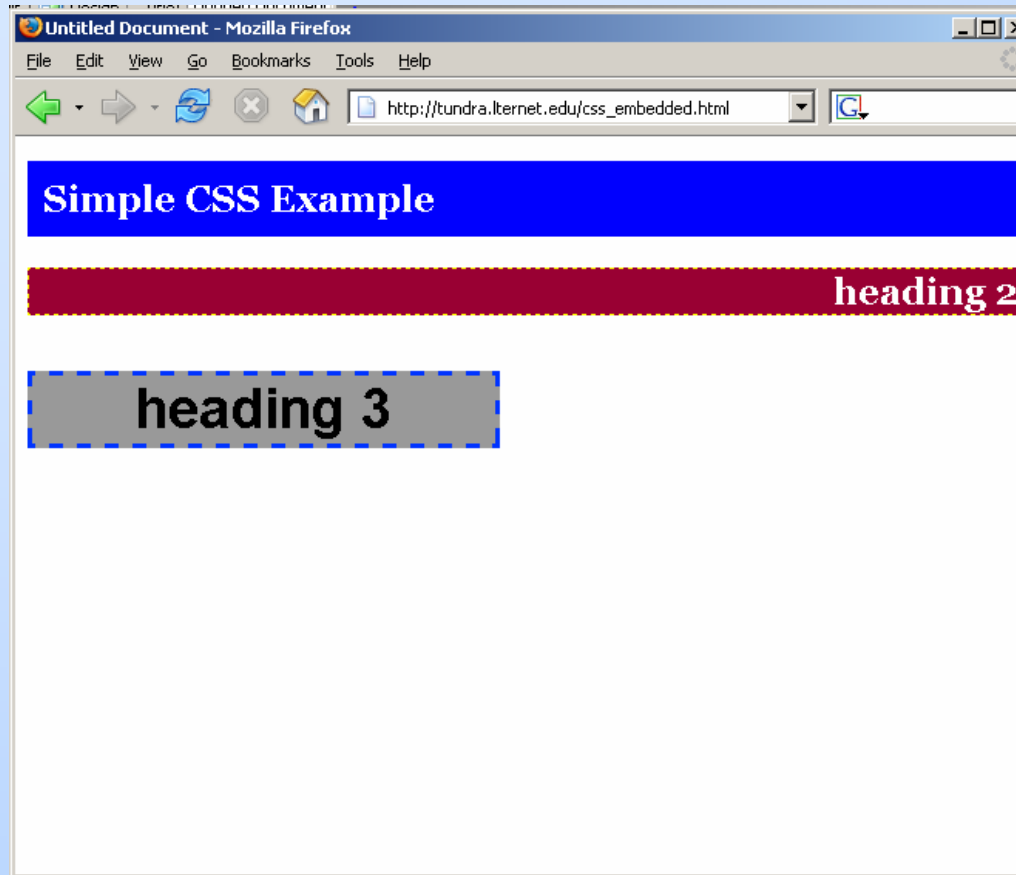 Untitled Document - Mozilla Firefox
File Edit View Go Bookmarks Tools Help
http://tundra.lternet.edu/css_embedded.html G
Simple CSS Example
heading 2
heading 3